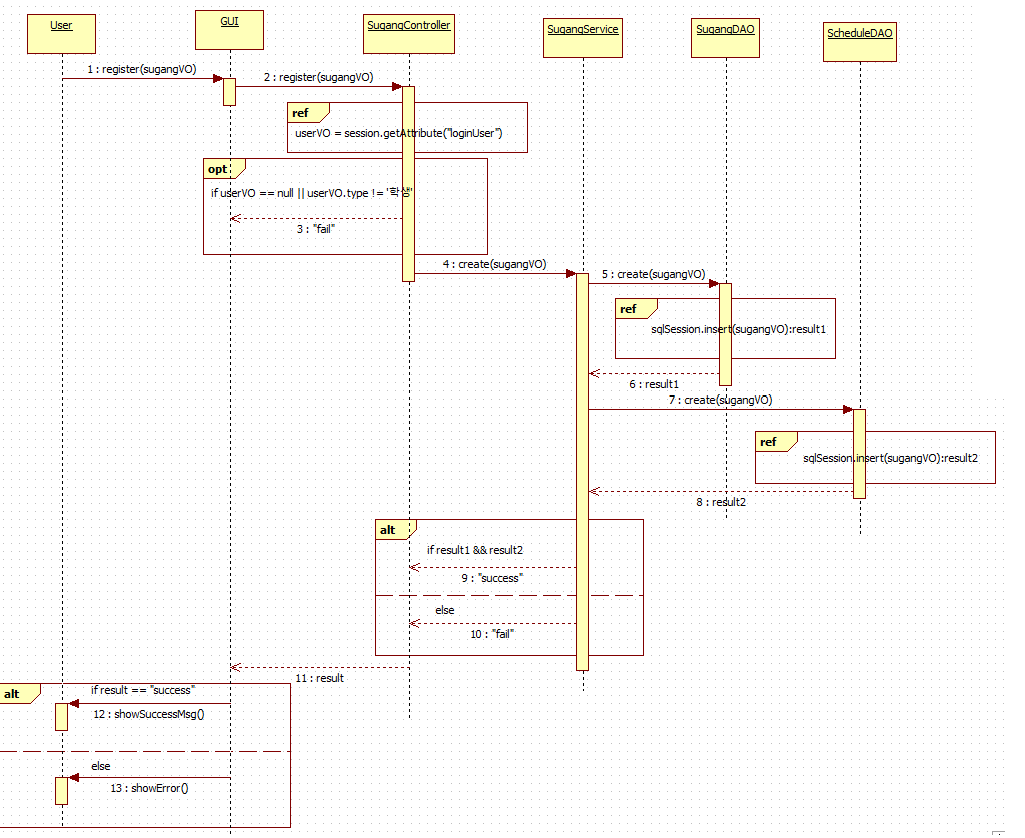 User
GUI
SugangController
SugangService
SugangDAO
ScheduleDAO
1 : register(sugangVO)
2 : register(sugangVO)
ref
userVO = session.getAttribute("loginUser")
opt
if userVO == null || userVO.type != '학생'
3 : "fail"
4 : create(sugangVO)
5 : create(sugangVO)
ref
sqlSession.insert(sugangVO):result1
6 : result1
7 : create(sugangVO)
ref
sqlSession.insert(sugangVO):result2
8 : result2
alt
if result1 && result2
9 : "success"
else
10 : "fail"
11 : result
alt
if result == "success"
12 : showSuccessMsg()
else
13 : showError()